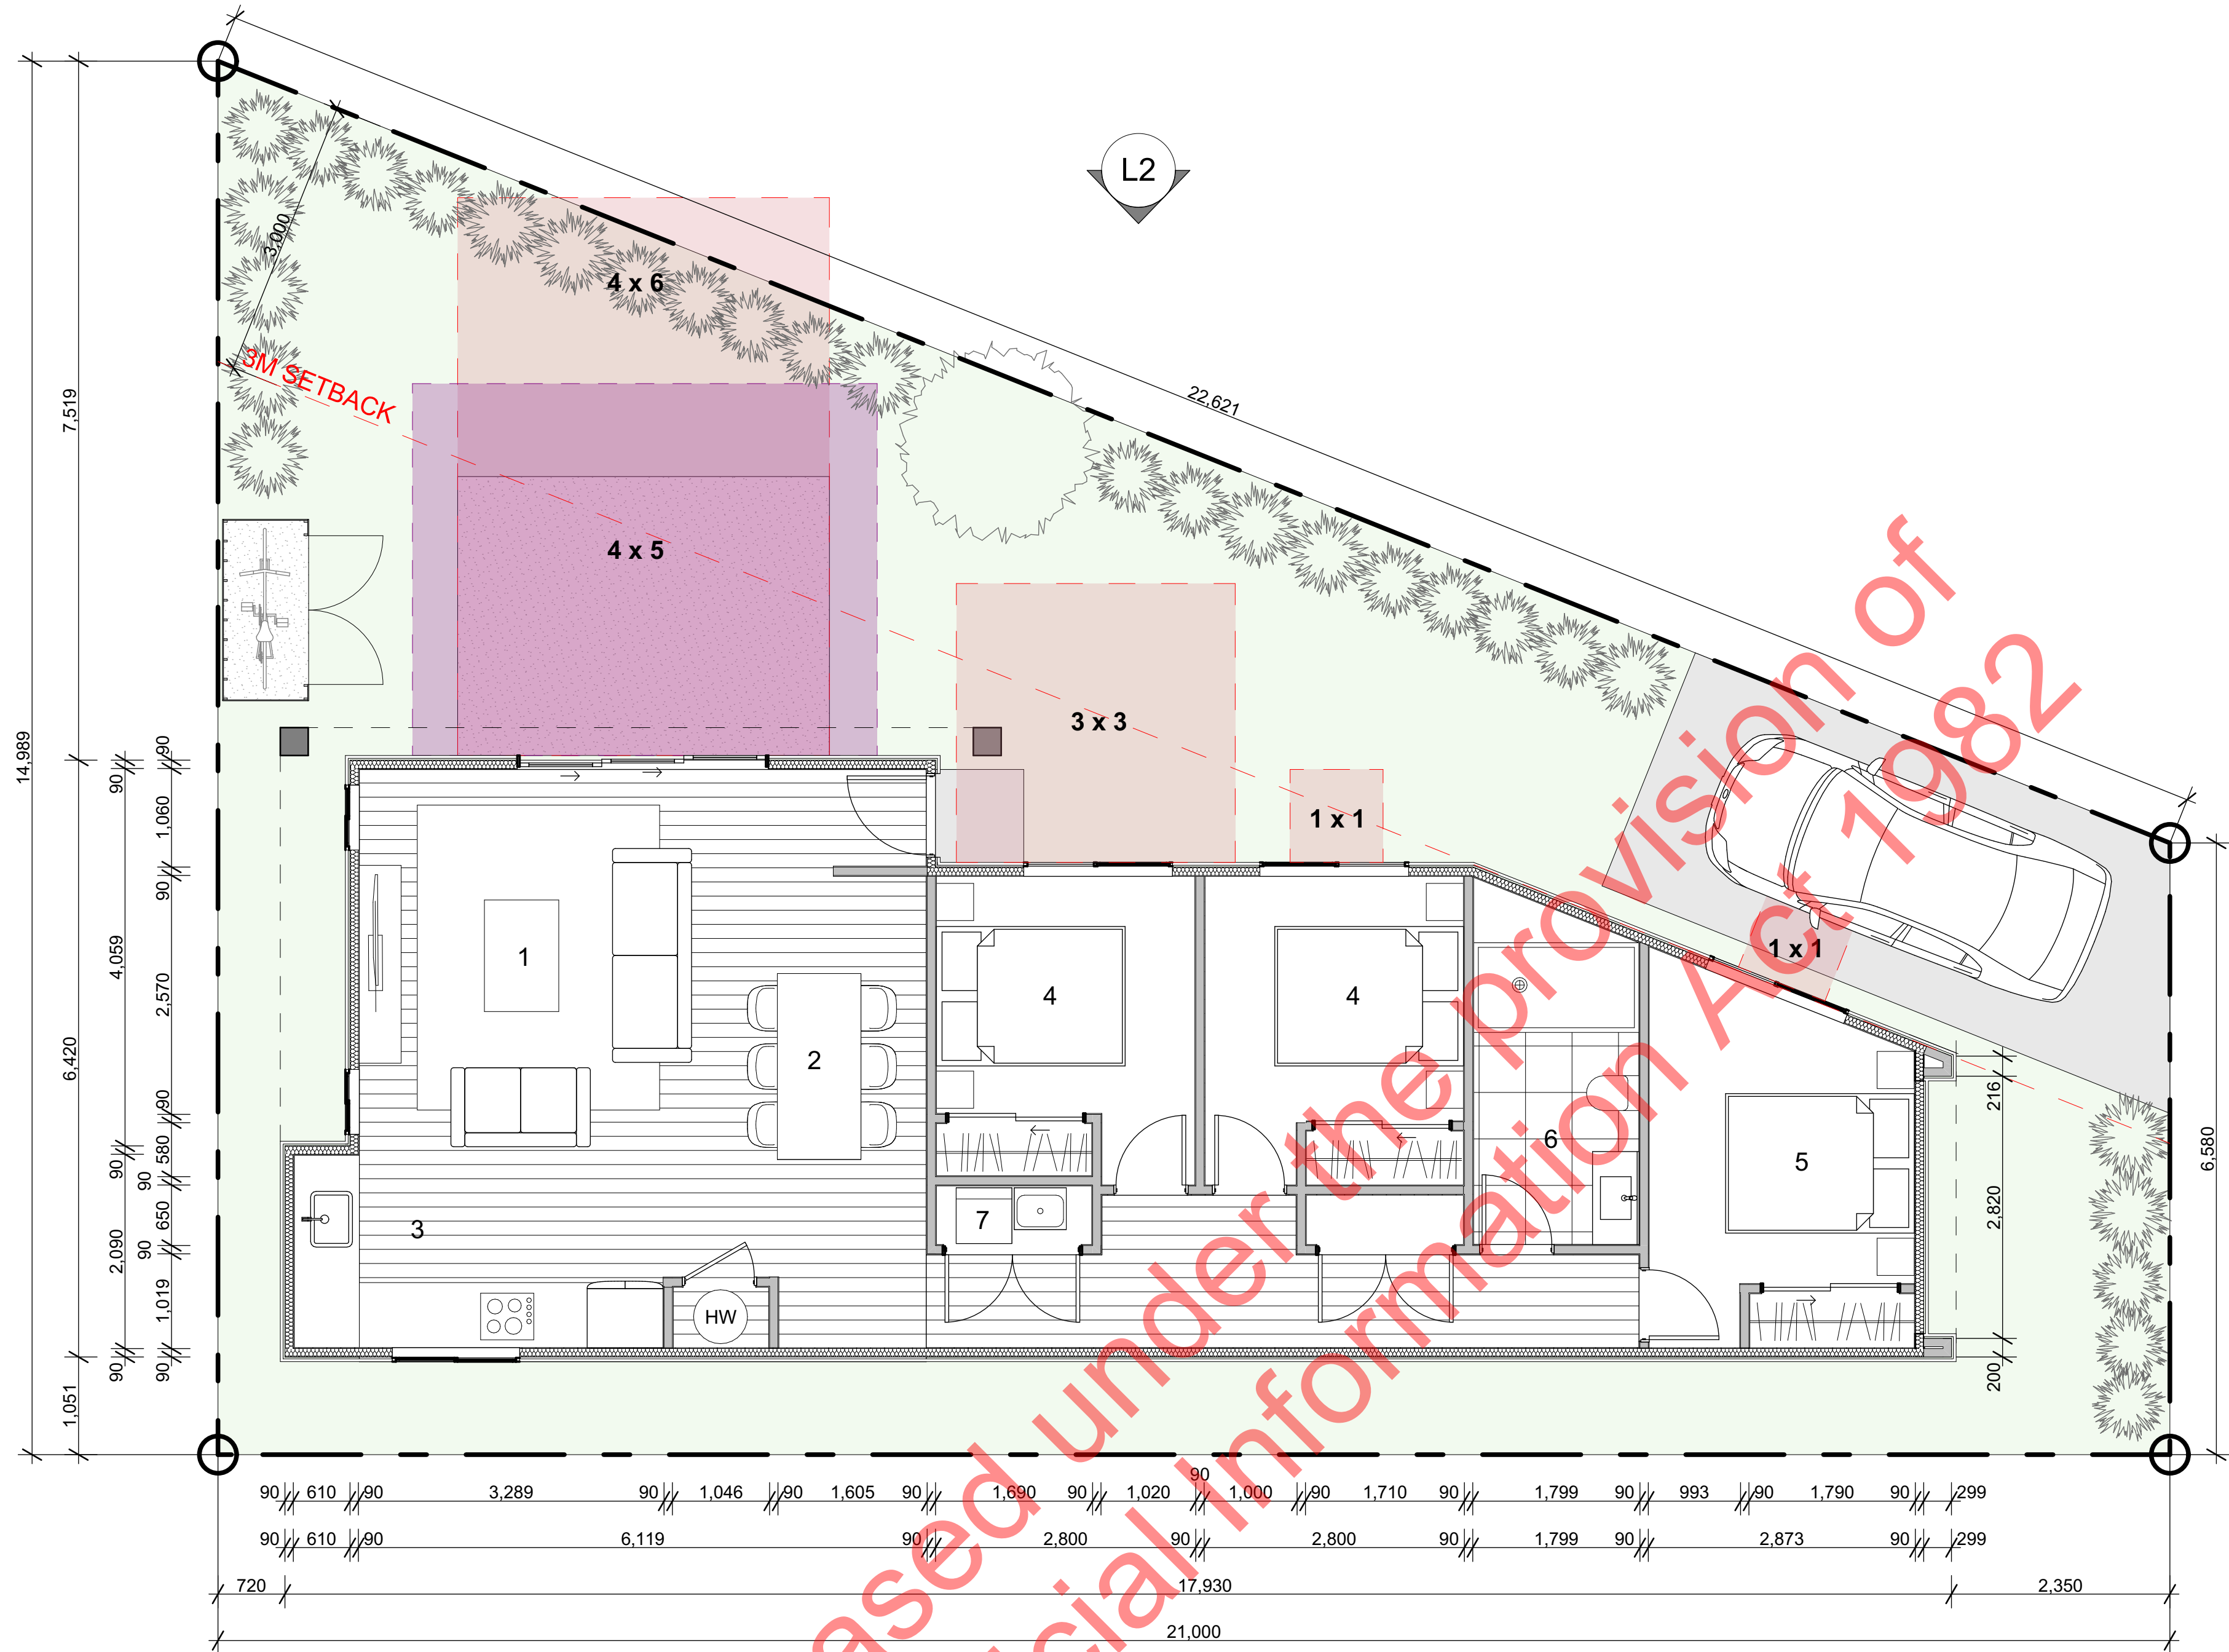 L2
3,000
4 x 6
3M SETBACK
22,621
7,519
14,989
4 x 5
3 x 3
1 x 1
1 x 1
90
90
1,060
90
4,059
2,570
6,420
90
90
580
90
650
2,090
90
1,019
90
90
1,051
1
2
3
4
4
5
6
7
HW
216
2,820
200
6,580
90 610 90 3,289 90 1,046 90 1,605 90 1,690 90 1,020 90 1,000 90 1,710 90 1,799 90 993 90 1,790 90 299
90 610 90 6,119 90 2,800 90 2,800 90 1,799 90 2,873 90 299
720 17,930 2,350
21,000
ased under the provision of
cial Information Act 1982